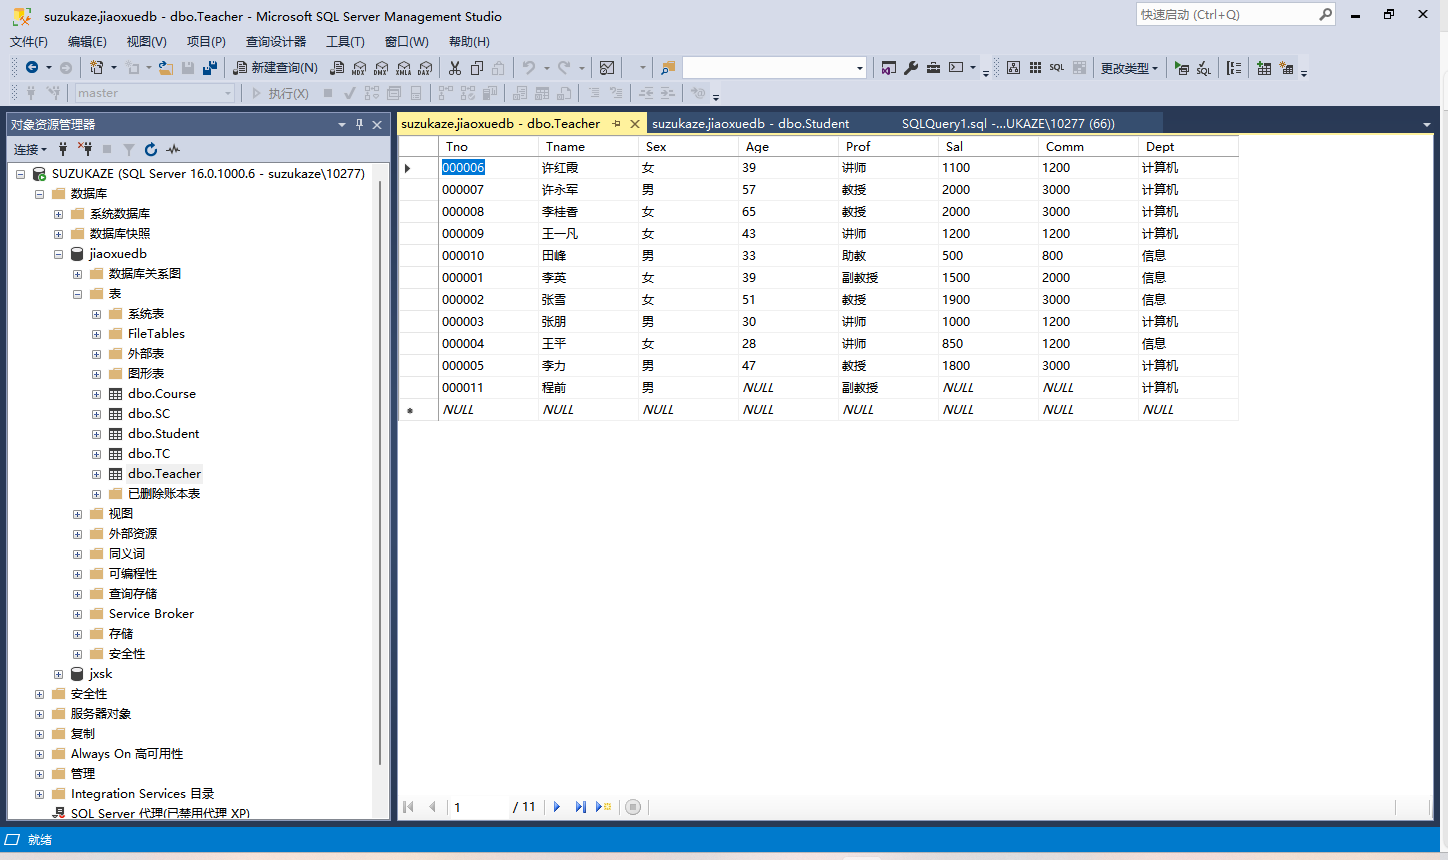 suzukaze.jiaoxuedb - dbo.Teacher - Microsoft SQL Server Management Studio
快速启动 (Ctrl+Q)
文件(F) 编辑(E) 视图(V) 项目(P) 查询设计器 工具(T) 窗口(W) 帮助(H)
新建查询(N) MDX DMX XMLA DAX SQL 更改类型 SQL
master 执行(X)
对象资源管理器
连接
SUZUKAZE (SQL Server 16.0.1000.6 - suzukaze\10277)
数据库
系统数据库
数据库快照
jiaoxuedb
数据库关系图
表
系统表
FileTables
外部表
图形表
dbo.Course
dbo.SC
dbo.Student
dbo.TC
dbo.Teacher
已删除账本表
视图
外部资源
同义词
可编程性
查询存储
Service Broker
存储
安全性
jxsk
安全性
服务器对象
复制
Always On 高可用性
管理
Integration Services 目录
SQL Server 代理(已禁用代理 XP)
suzukaze.jiaoxuedb - dbo.Teacher suzukaze.jiaoxuedb - dbo.Student SQLQuery1.sql -...UKAZE\10277 (66))
Tno Tname Sex Age Prof Sal Comm Dept
000006 许红霞 女 39 讲师 1100 1200 计算机
000007 许永军 男 57 教授 2000 3000 计算机
000008 李桂香 女 65 教授 2000 3000 计算机
000009 王一凡 女 43 讲师 1200 1200 计算机
000010 田峰 男 33 助教 500 800 信息
000001 李英 女 39 副教授 1500 2000 信息
000002 张雪 女 51 教授 1900 3000 信息
000003 张朋 男 30 讲师 1000 1200 计算机
000004 王平 女 28 讲师 850 1200 信息
000005 李力 男 47 教授 1800 3000 计算机
000011 程前 男 NULL 副教授 NULL NULL 计算机
NULL NULL NULL NULL NULL NULL NULL NULL
1 / 11
就绪